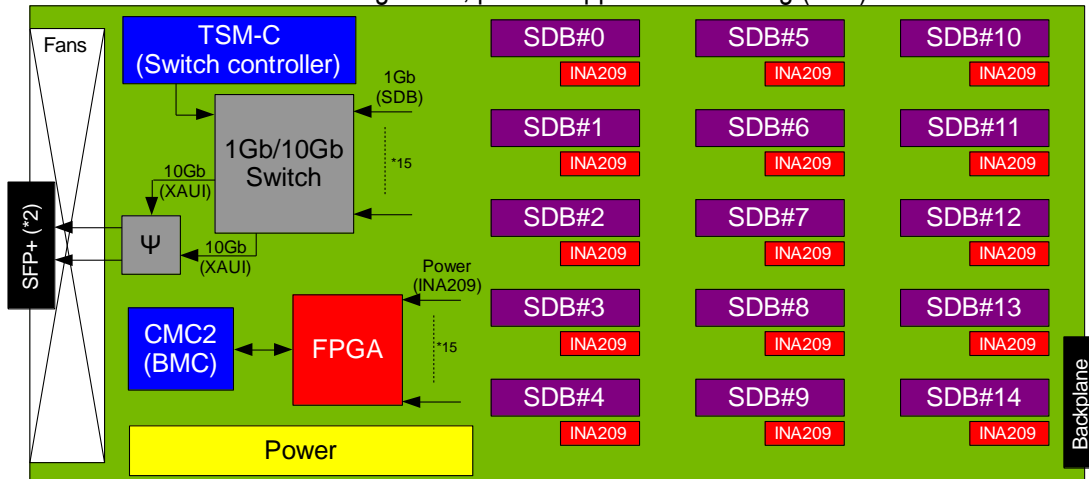 Fans
TSM-C
(Switch controller)
1Gb
(SDB)
*15
1Gb/10Gb
Switch
10Gb
(XAUI)
10Gb
(XAUI)
Ψ
SFP+ (*2)
Power
(INA209)
*15
CMC2
(BMC)
FPGA
Power
SDB#0
INA209
SDB#5
INA209
SDB#10
INA209
SDB#1
INA209
SDB#6
INA209
SDB#11
INA209
SDB#2
INA209
SDB#7
INA209
SDB#12
INA209
SDB#3
INA209
SDB#8
INA209
SDB#13
INA209
SDB#4
INA209
SDB#9
INA209
SDB#14
INA209
Backplane